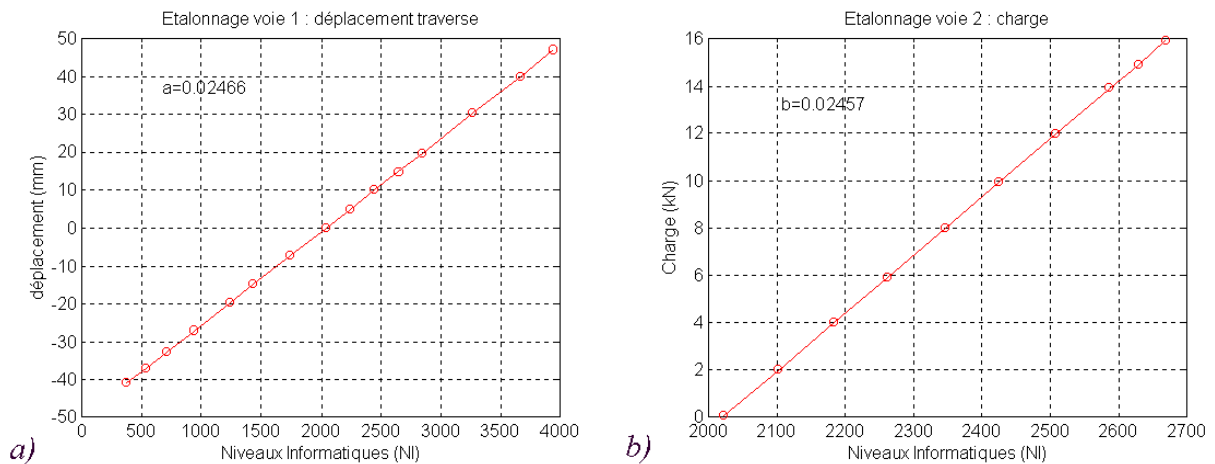 Etalonnage voie 1 : déplacement traverse
50
40
30
20
10
0
-10
-20
-30
-40
-50
déplacement (mm)
a=0.02466
0 500 1000 1500 2000 2500 3000 3500 4000
Niveaux Informatiques (NI)
a)
Etalonnage voie 2 : charge
16
14
12
10
8
6
4
2
0
Charge (kN)
b=0.02457
2000 2100 2200 2300 2400 2500 2600 2700
Niveaux Informatiques (NI)
b)